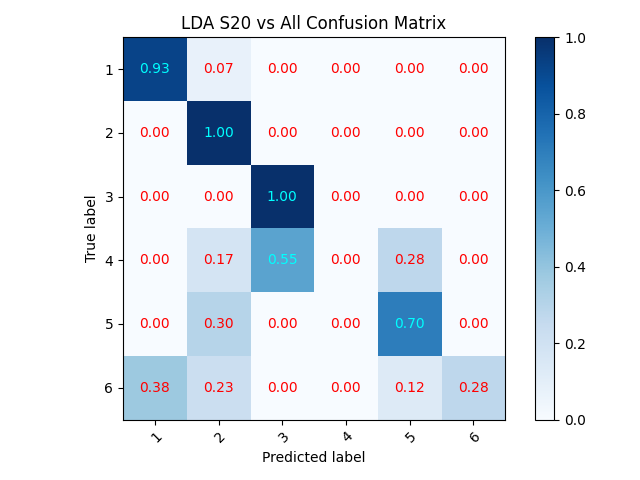 LDA S20 vs All Confusion Matrix
True label
1 0.93 0.07 0.00 0.00 0.00 0.00
2 0.00 1.00 0.00 0.00 0.00 0.00
3 0.00 0.00 1.00 0.00 0.00 0.00
4 0.00 0.17 0.55 0.00 0.28 0.00
5 0.00 0.30 0.00 0.00 0.70 0.00
6 0.38 0.23 0.00 0.00 0.12 0.28
1 2 3 4 5 6
Predicted label
1.0
0.8
0.6
0.4
0.2
0.0